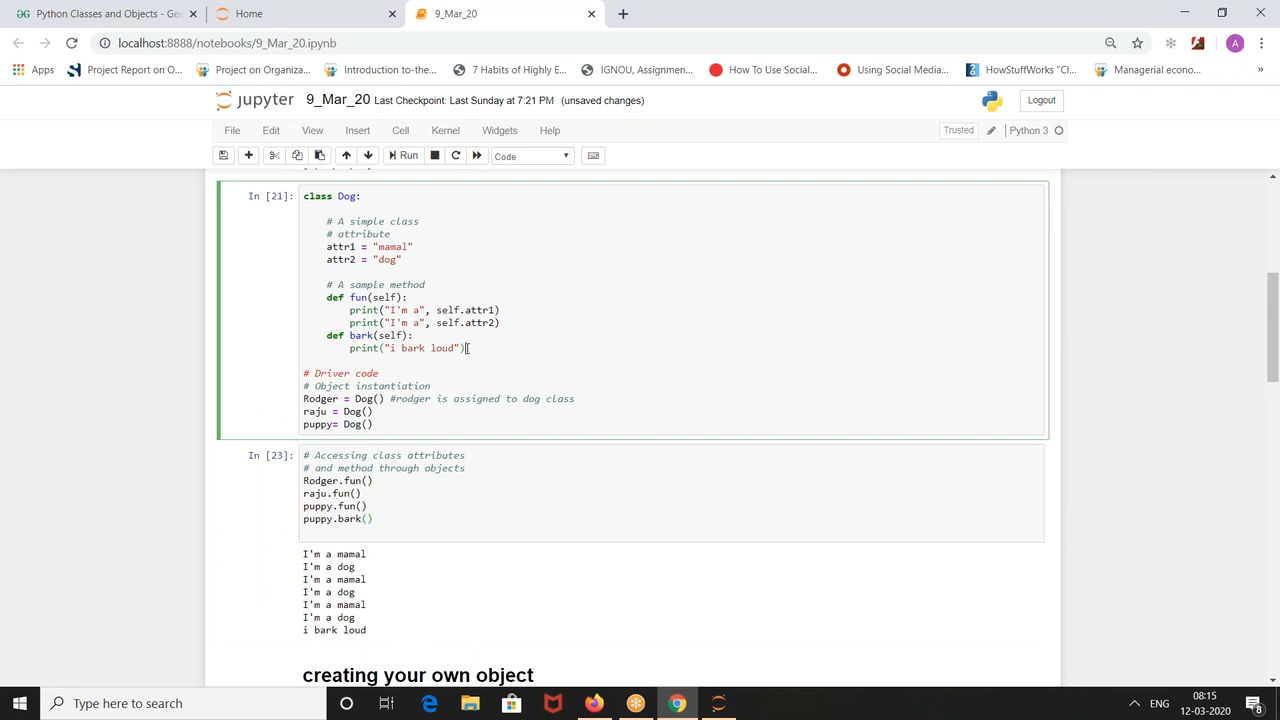 Python Classes and Objects - Gee
Home
9_Mar_20
localhost:8888/notebooks/9_Mar_20.ipynb
A
Apps
Project Report on O...
Project on Organiza...
Introduction to-the...
7 Habits of Highly E...
IGNOU, Assignmen...
How To Use Social...
Using Social Media...
HowStuffWorks "Cl...
Managerial econo...
»
jupyter 9_Mar_20 Last Checkpoint: Last Sunday at 7:21 PM (unsaved changes)
Logout
File Edit View Insert Cell Kernel Widgets Help
Trusted
Python 3
Run
Code
In [21]:
class Dog:
# A simple class
# attribute
attr1 = "mamal"
attr2 = "dog"
# A sample method
def fun(self):
print("I'm a", self.attr1)
print("I'm a", self.attr2)
def bark(self):
print("i bark loud")
# Driver code
# Object instantiation
Rodger = Dog() #rodger is assigned to dog class
raju = Dog()
puppy= Dog()
In [23]:
# Accessing class attributes
# and method through objects
Rodger.fun()
raju.fun()
puppy.fun()
puppy.bark()
I'm a mamal
I'm a dog
I'm a mamal
I'm a dog
I'm a mamal
I'm a dog
i bark loud
creating your own object
Type here to search
ENG
08:15
12-03-2020
8